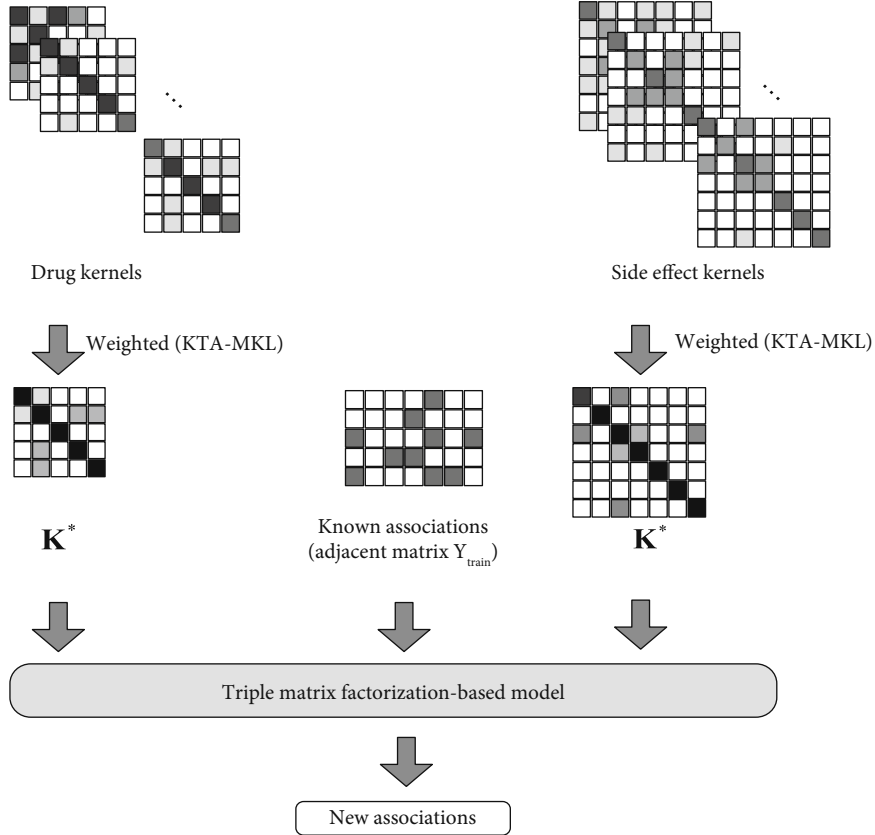 Drug kernels
Side effect kernels
Weighted (KTA-MKL)
Weighted (KTA-MKL)
K*
Known associations
(adjacent matrix Y_train)
K*
Triple matrix factorization-based model
New associations